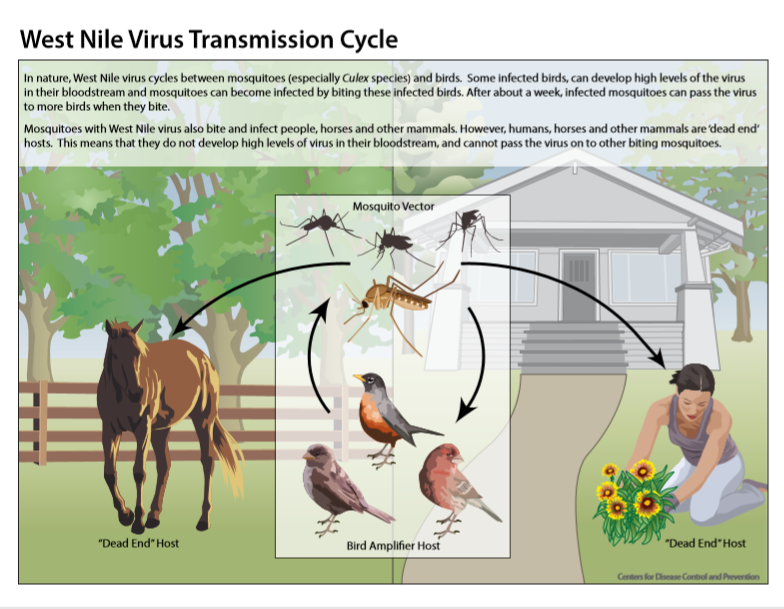 West Nile Virus Transmission Cycle
In nature, West Nile virus cycles between mosquitoes (especially Culex species) and birds. Some infected birds, can develop high levels of the virus
in their bloodstream and mosquitoes can become infected by biting these infected birds. After about a week, infected mosquitoes can pass the virus
to more birds when they bite.
Mosquitoes with West Nile virus also bite and infect people, horses and other mammals. However, humans, horses and other mammals are ‘dead end’
hosts. This means that they do not develop high levels of virus in their bloodstream, and cannot pass the virus on to other biting mosquitoes.
Mosquito Vector
"Dead End" Host
Bird Amplifier Host
"Dead End" Host
Centers for Disease Control and Prevention